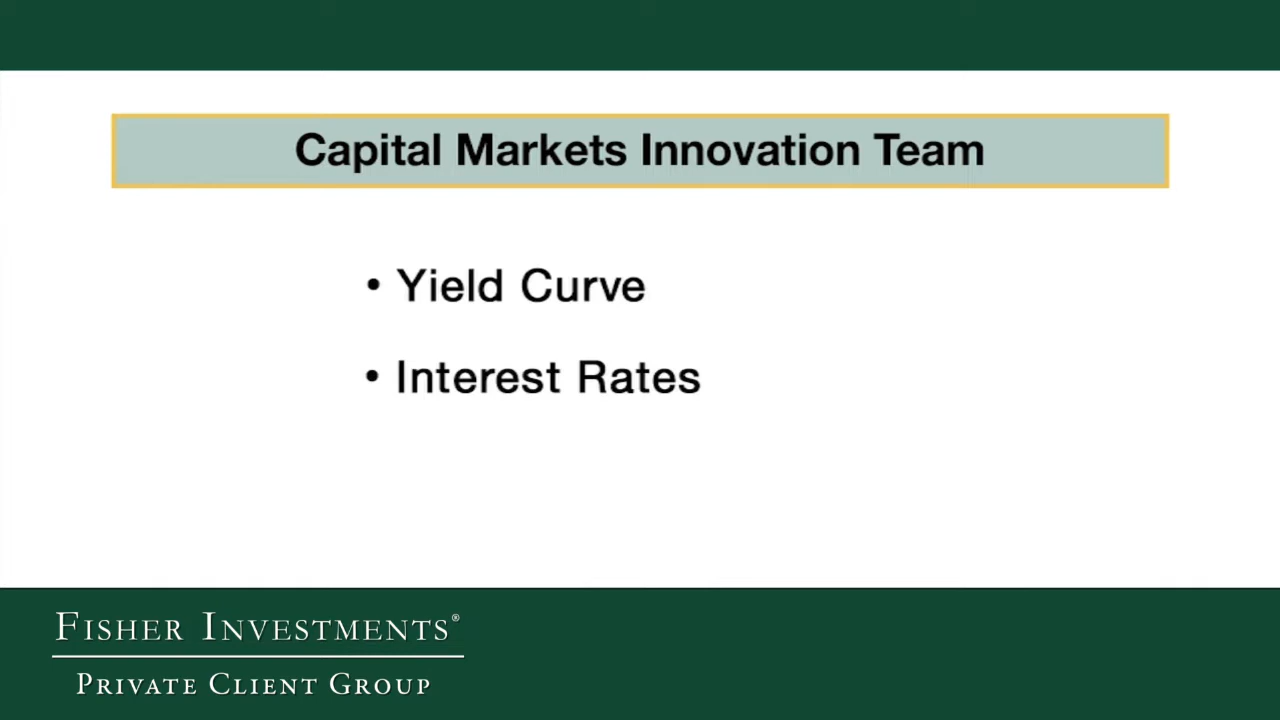 Capital Markets Innovation Team
• Yield Curve
• Interest Rates
FISHER INVESTMENTS®
PRIVATE CLIENT GROUP